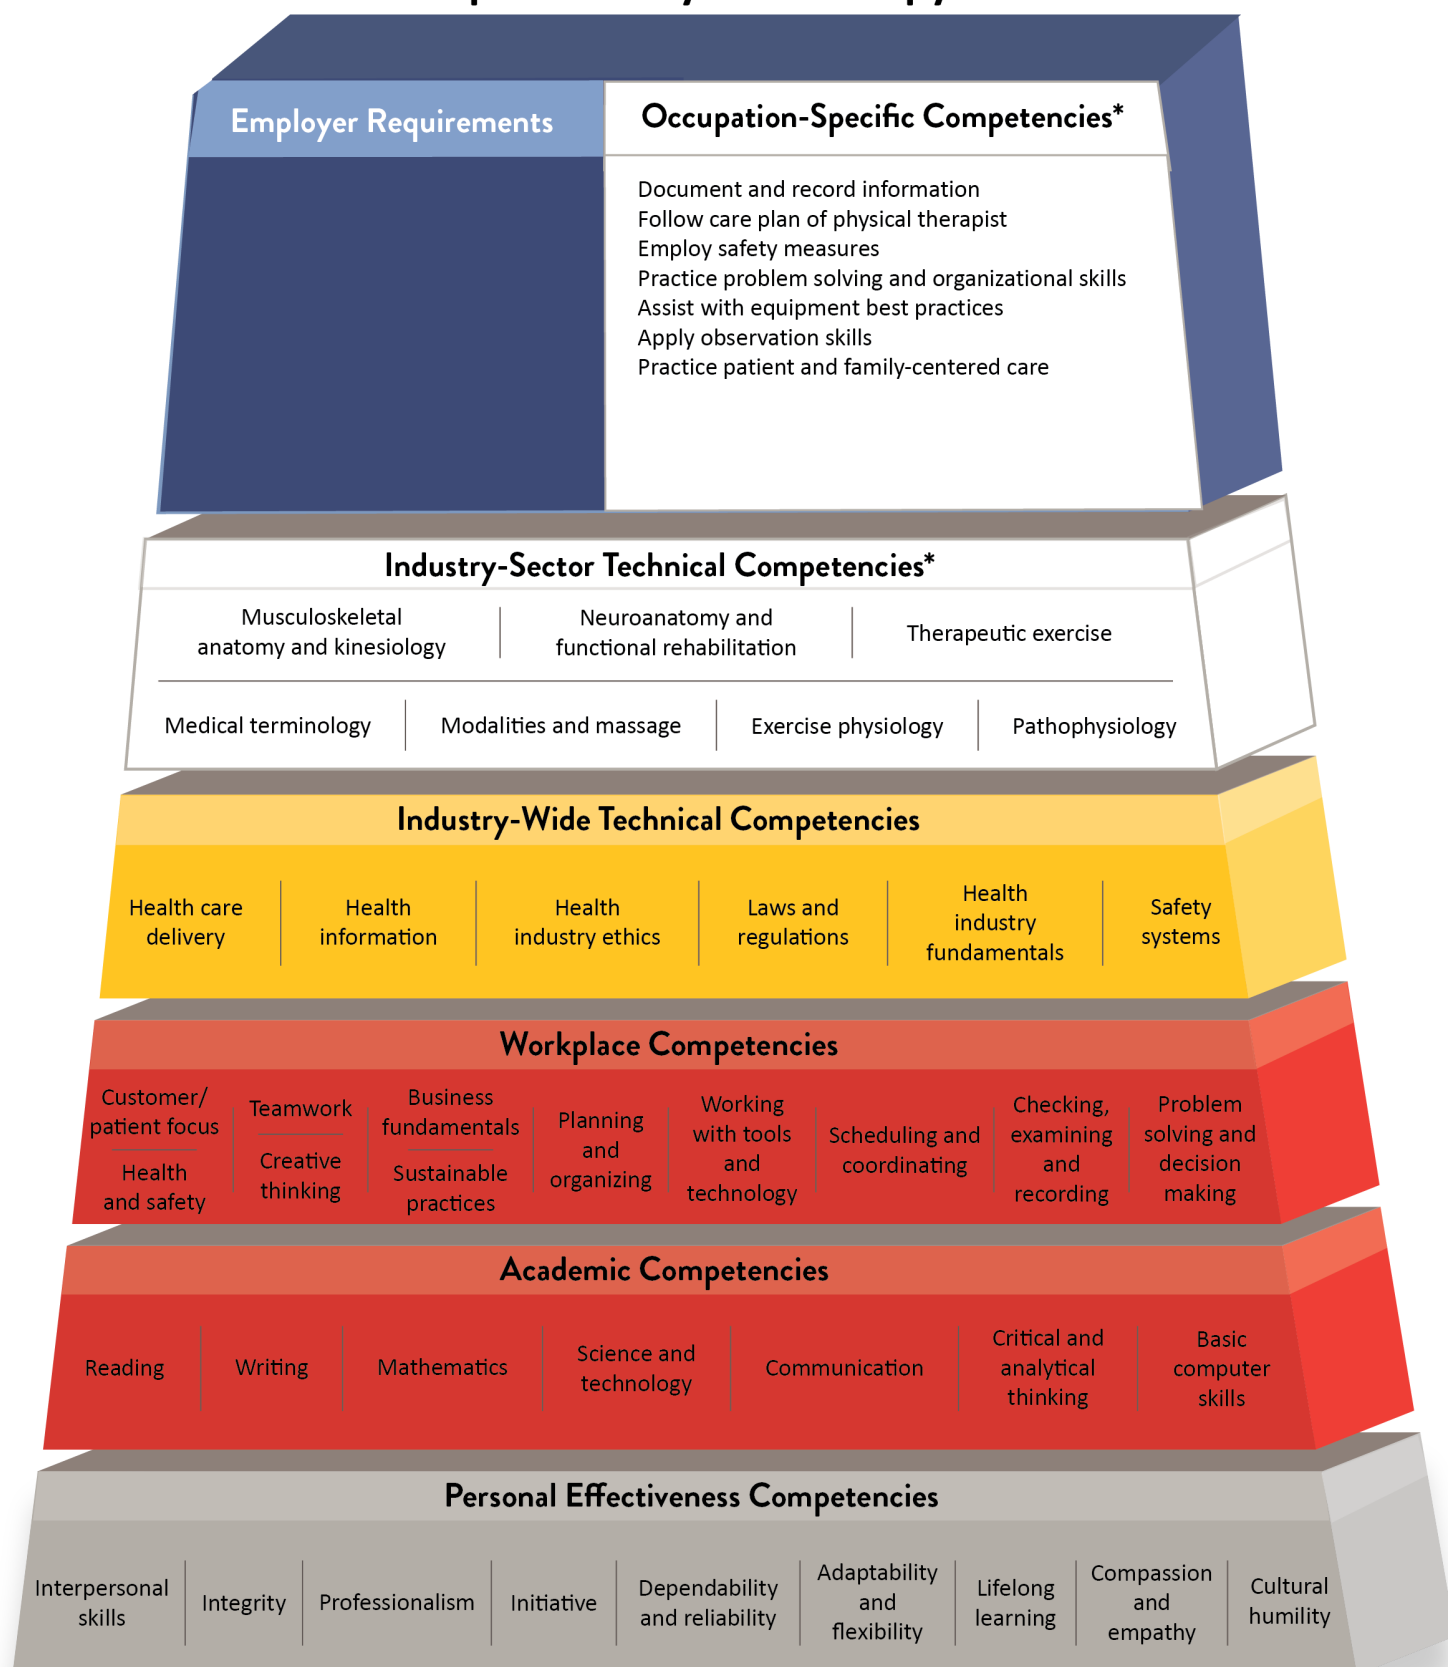 Employer Requirements
Occupation-Specific Competencies*
Document and record information
Follow care plan of physical therapist
Employ safety measures
Practice problem solving and organizational skills
Assist with equipment best practices
Apply observation skills
Practice patient and family-centered care
Industry-Sector Technical Competencies*
Musculoskeletal
anatomy and kinesiology
Neuroanatomy and
functional rehabilitation
Therapeutic exercise
Medical terminology
Modalities and massage
Exercise physiology
Pathophysiology
Industry-Wide Technical Competencies
Health care
delivery
Health
information
Health
industry ethics
Laws and
regulations
Health
industry
fundamentals
Safety
systems
Workplace Competencies
Customer/
patient focus
Health
and safety
Teamwork
Creative
thinking
Business
fundamentals
Sustainable
practices
Planning
and
organizing
Working
with tools
and
technology
Scheduling and
coordinating
Checking,
examining
and
recording
Problem
solving and
decision
making
Academic Competencies
Reading
Writing
Mathematics
Science and
technology
Communication
Critical and
analytical
thinking
Basic
computer
skills
Personal Effectiveness Competencies
Interpersonal
skills
Integrity
Professionalism
Initiative
Dependability
and reliability
Adaptability
and
flexibility
Lifelong
learning
Compassion
and
empathy
Cultural
humility